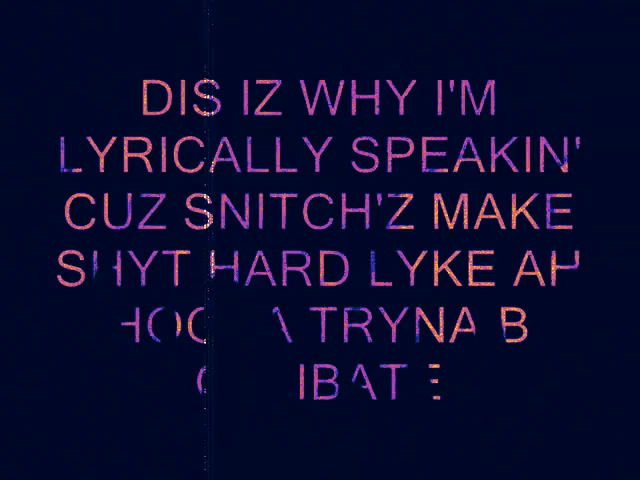 DIS IZ WHY I'M
LYRICALLY SPEAKIN'
CUZ SNITCH'Z MAKE
SHYT HARD LYKE AH
TRYNA B